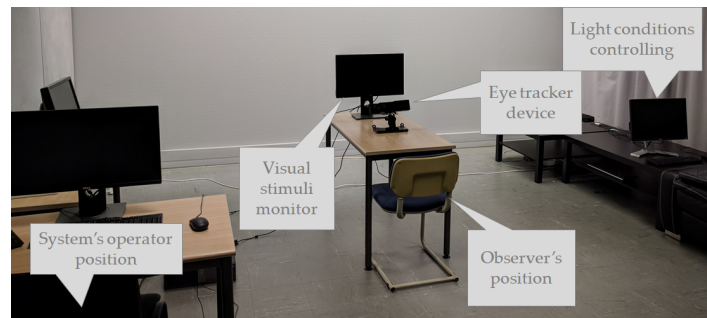 Light conditions
controlling
Eye tracker
device
Visual
stimuli
monitor
System's operator
position
Observer's
position